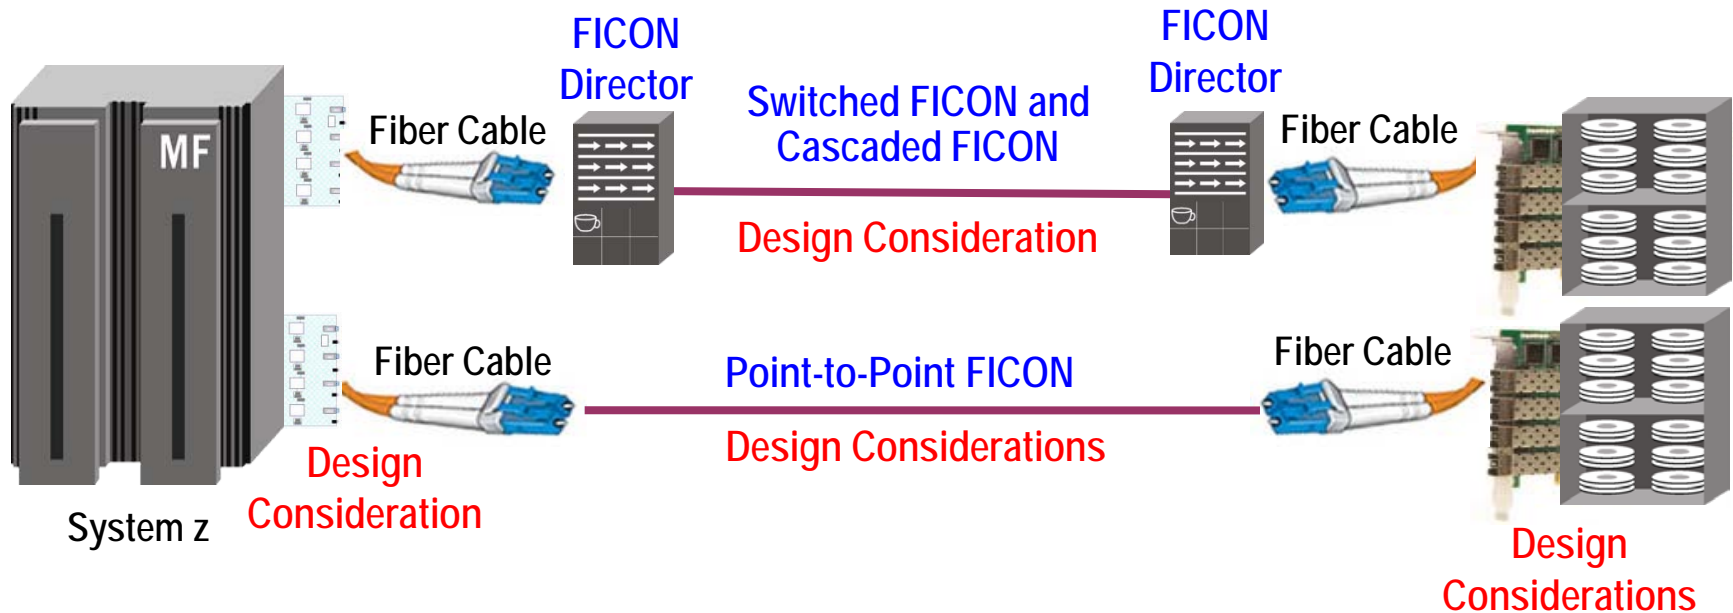 FICON
Director
FICON
Director
Switched FICON and
Cascaded FICON
Fiber Cable
Fiber Cable
MF
Design Consideration
Fiber Cable
Point-to-Point FICON
Fiber Cable
Design Considerations
Design
Consideration
System z
Design
Considerations